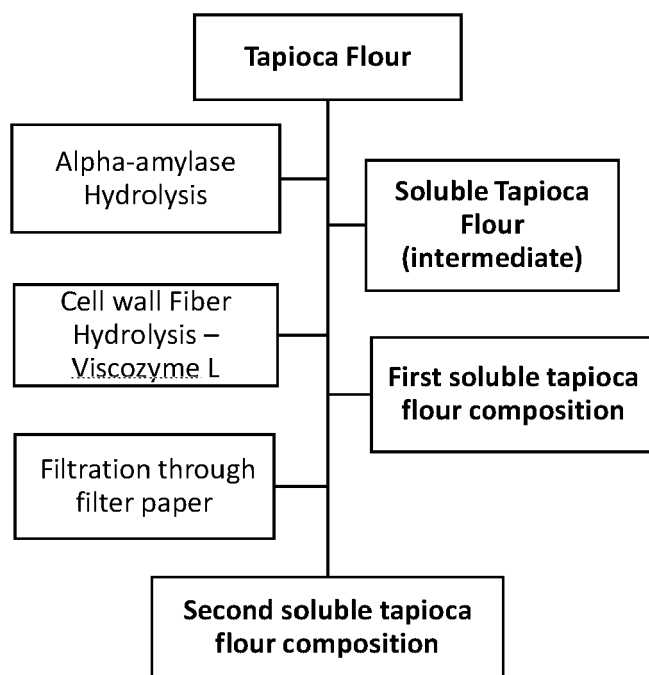 Tapioca Flour
Alpha-amylase
Hydrolysis
Soluble Tapioca
Flour
(intermediate)
Cell wall Fiber
Hydrolysis –
Viscozyme L
First soluble tapioca
flour composition
Filtration through
filter paper
Second soluble tapioca
flour composition